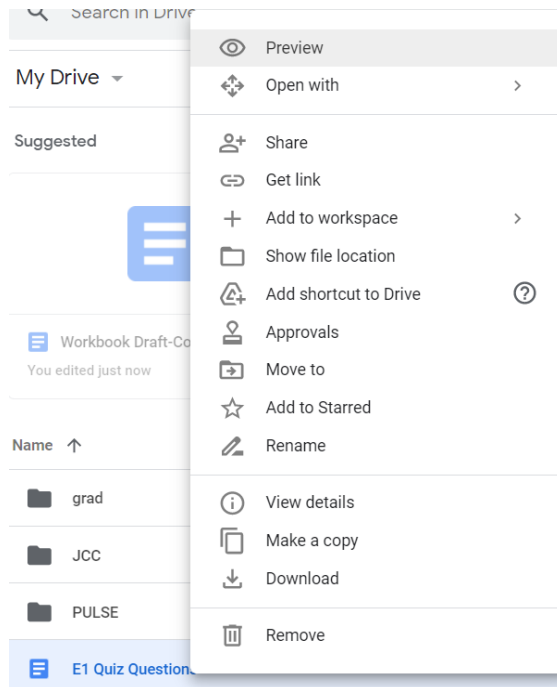 Search in Drive
My Drive
Suggested
Workbook Draft-Co
You edited just now
Name
grad
JCC
PULSE
E1 Quiz Question
Preview
Open with
Share
Get link
Add to workspace
Show file location
Add shortcut to Drive
Approvals
Move to
Add to Starred
Rename
View details
Make a copy
Download
Remove